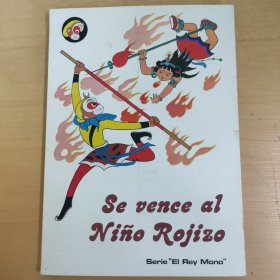 Se vence al
Niño Rojizo
Serie "El Rey Mono"